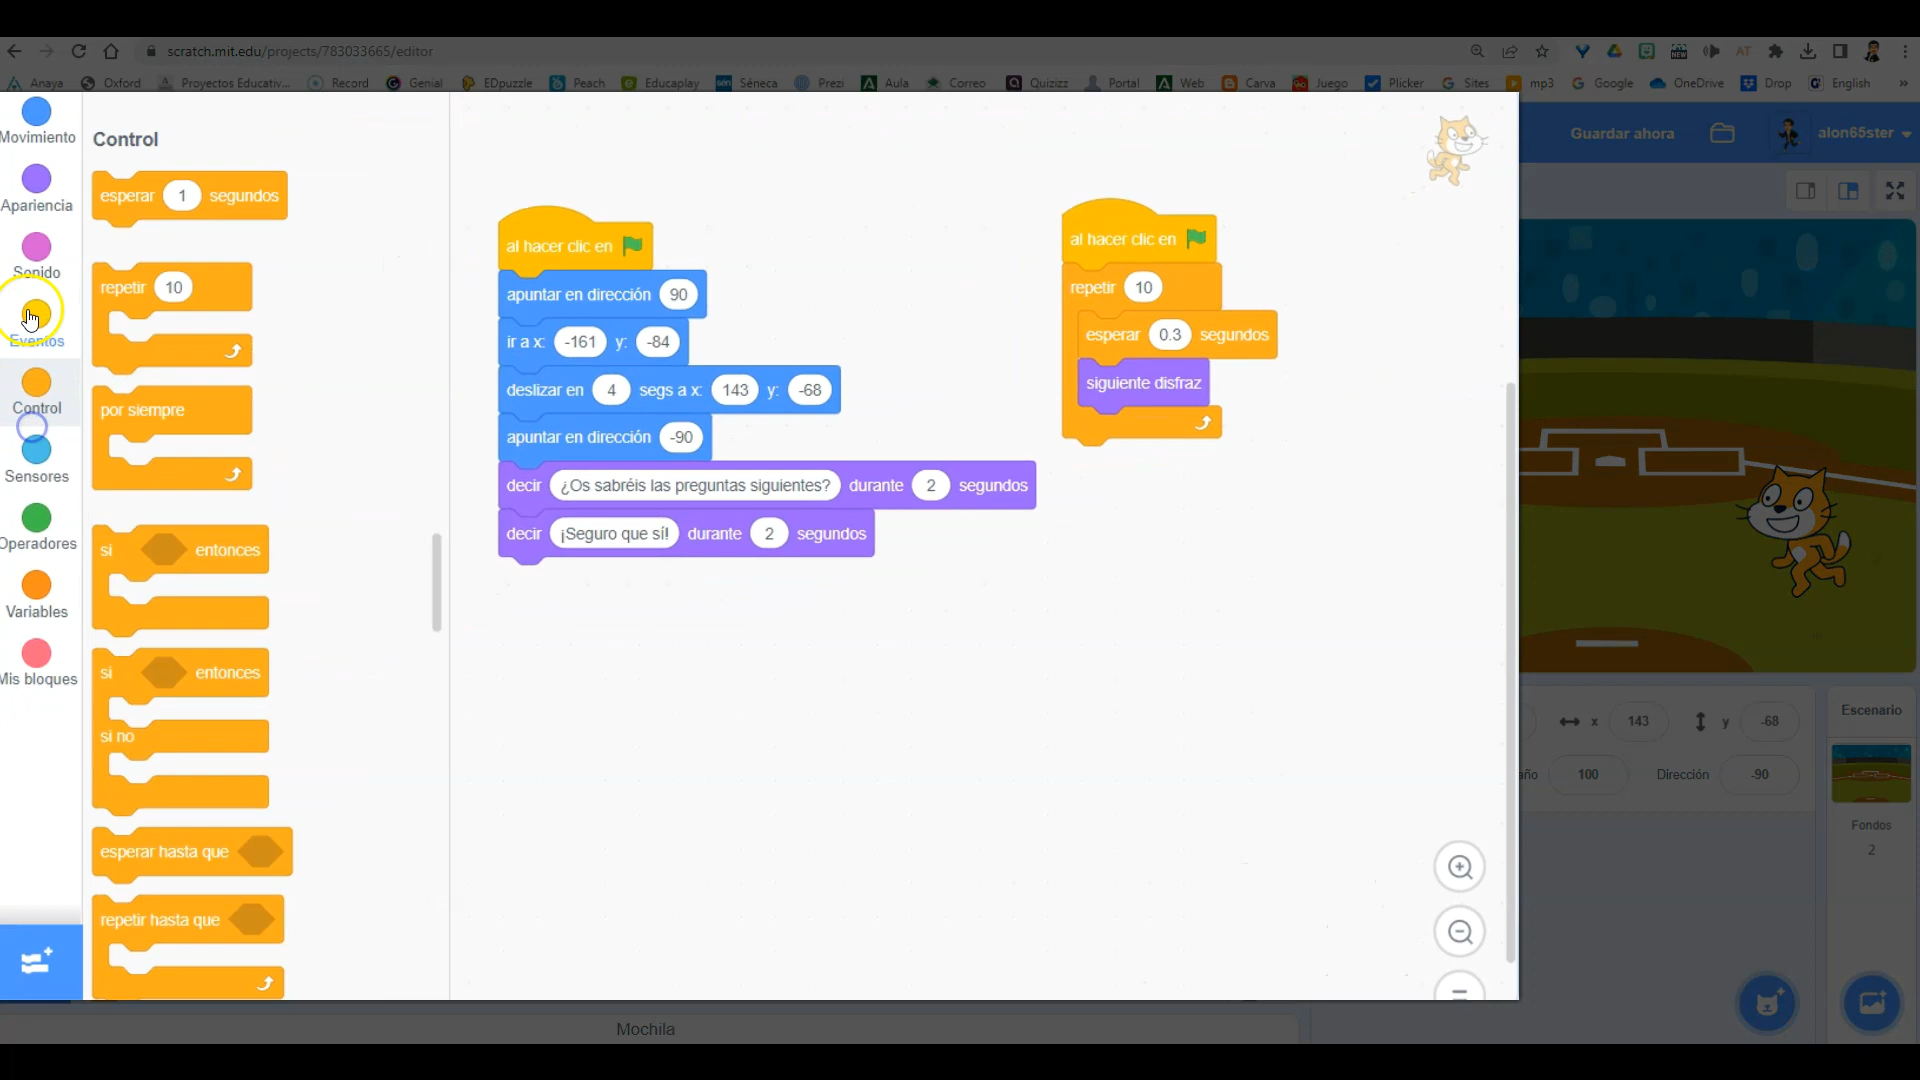 scratch.mit.edu/projects/783033665/editor
Anaya Oxford Proyectos Educativ... Record Genial EDpuzzle Peach Educaplay Séneca Prezi Aula Correo Quizizz Portal Web Carva Juego Plicker Sites mp3 Google OneDrive Drop English »
Guardar ahora
alon65ster
Movimiento
Apariencia
Sonido
Eventos
Control
Sensores
Operadores
Variables
Mis bloques
Control
esperar 1 segundos
repetir 10
por siempre
si entonces
si entonces
si no
esperar hasta que
repetir hasta que
al hacer clic en
apuntar en dirección 90
ir a x: -161 y: -84
deslizar en 4 segs a x: 143 y: -68
apuntar en dirección -90
decir ¿Os sabréis las preguntas siguientes? durante 2 segundos
decir ¡Seguro que sí! durante 2 segundos
al hacer clic en
repetir 10
esperar 0.3 segundos
siguiente disfraz
x 143 y -68
año 100 Dirección -90
Escenario
Fondos
2
Mochila